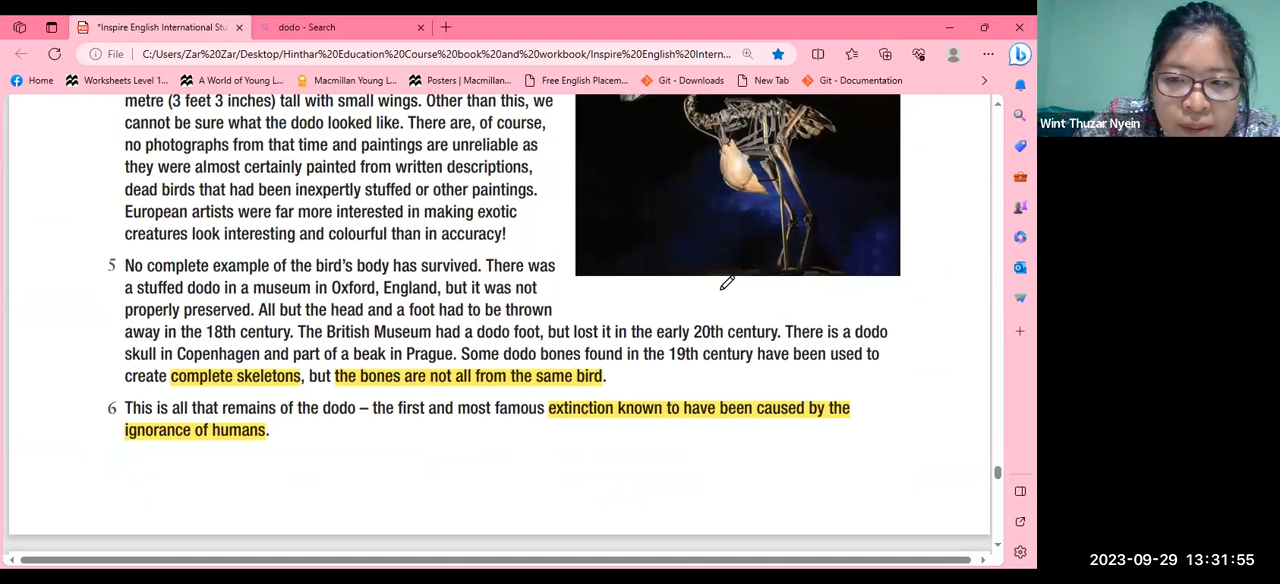 *Inspire English International Stu
dodo - Search
File
C:/Users/Zar%20Zar/Desktop/Hinthar%20Education%20Course%20book%20and%20workbook/Inspire%20English%20Intern...
Home
Worksheets Level 1...
A World of Young L...
Macmillan Young L...
Posters | Macmillan...
Free English Placem...
Git - Downloads
New Tab
Git - Documentation
Wint Thuzar Nyein
metre (3 feet 3 inches) tall with small wings. Other than this, we
cannot be sure what the dodo looked like. There are, of course,
no photographs from that time and paintings are unreliable as
they were almost certainly painted from written descriptions,
dead birds that had been inexpertly stuffed or other paintings.
European artists were far more interested in making exotic
creatures look interesting and colourful than in accuracy!
5 No complete example of the bird's body has survived. There was
a stuffed dodo in a museum in Oxford, England, but it was not
properly preserved. All but the head and a foot had to be thrown
away in the 18th century. The British Museum had a dodo foot, but lost it in the early 20th century. There is a dodo
skull in Copenhagen and part of a beak in Prague. Some dodo bones found in the 19th century have been used to
create complete skeletons, but the bones are not all from the same bird.
6 This is all that remains of the dodo – the first and most famous extinction known to have been caused by the
ignorance of humans.
2023-09-29 13:31:55